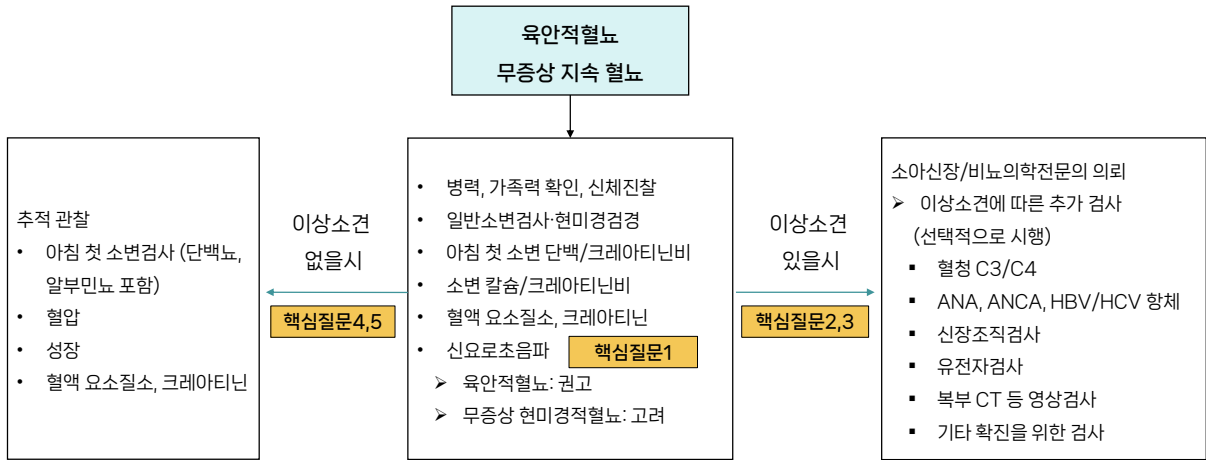 육안적혈뇨
무증상 지속 혈뇨
추적 관찰
• 아침 첫 소변검사 (단백뇨,
알부민뇨 포함)
• 혈압
• 성장
• 혈액 요소질소, 크레아티닌
이상소견
없을시
핵심질문4,5
• 병력, 가족력 확인, 신체진찰
• 일반소변검사·현미경검경
• 아침 첫 소변 단백/크레아티닌비
• 소변 칼슘/크레아티닌비
• 혈액 요소질소, 크레아티닌
• 신요로초음파 핵심질문1
➢ 육안적혈뇨: 권고
➢ 무증상 현미경적혈뇨: 고려
이상소견
있을시
핵심질문2,3
소아신장/비뇨의학전문의 의뢰
➢ 이상소견에 따른 추가 검사
(선택적으로 시행)
▪ 혈청 C3/C4
▪ ANA, ANCA, HBV/HCV 항체
▪ 신장조직검사
▪ 유전자검사
▪ 복부 CT 등 영상검사
▪ 기타 확진을 위한 검사